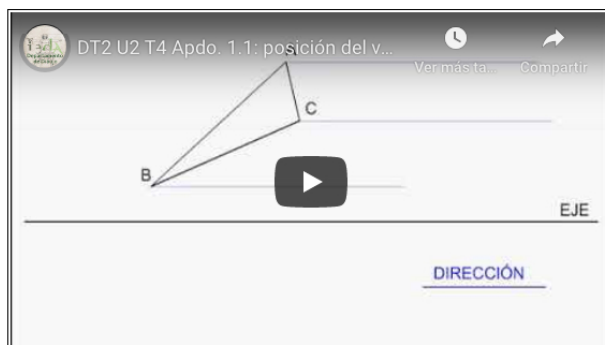 DT2 U2 T4 Apdo. 1.1: posición del v...
Ver más ta...
Compartir
C
B
EJE
DIRECCIÓN